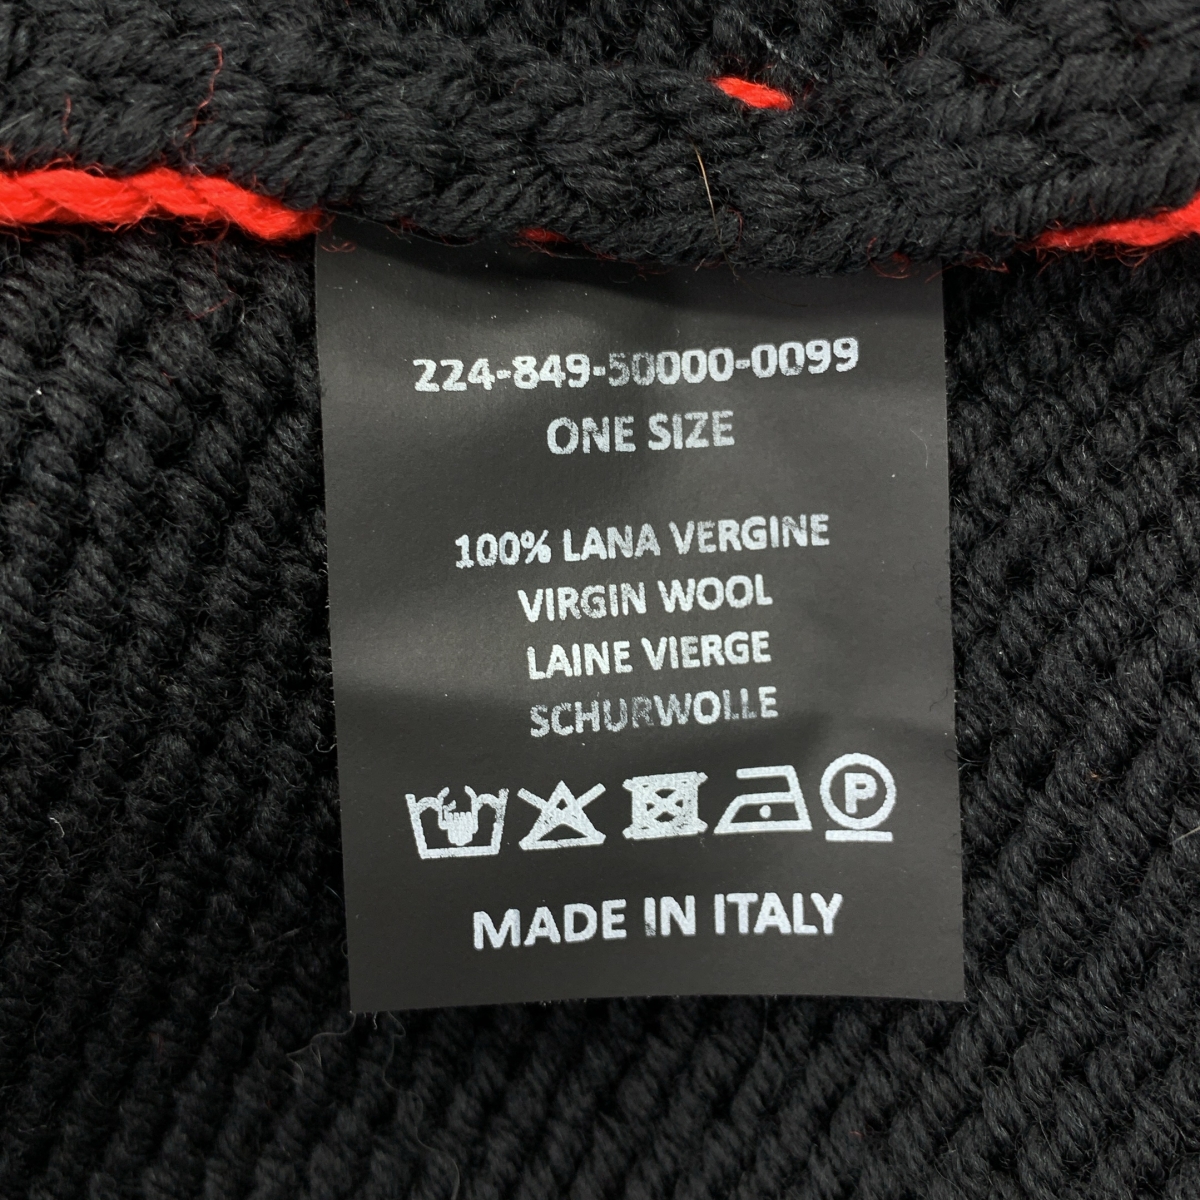 224-849-50000-0099
ONE SIZE
100% LANA VERGINE
VIRGIN WOOL
LAINE VIERGE
SCHURWOLLE
P
MADE IN ITALY